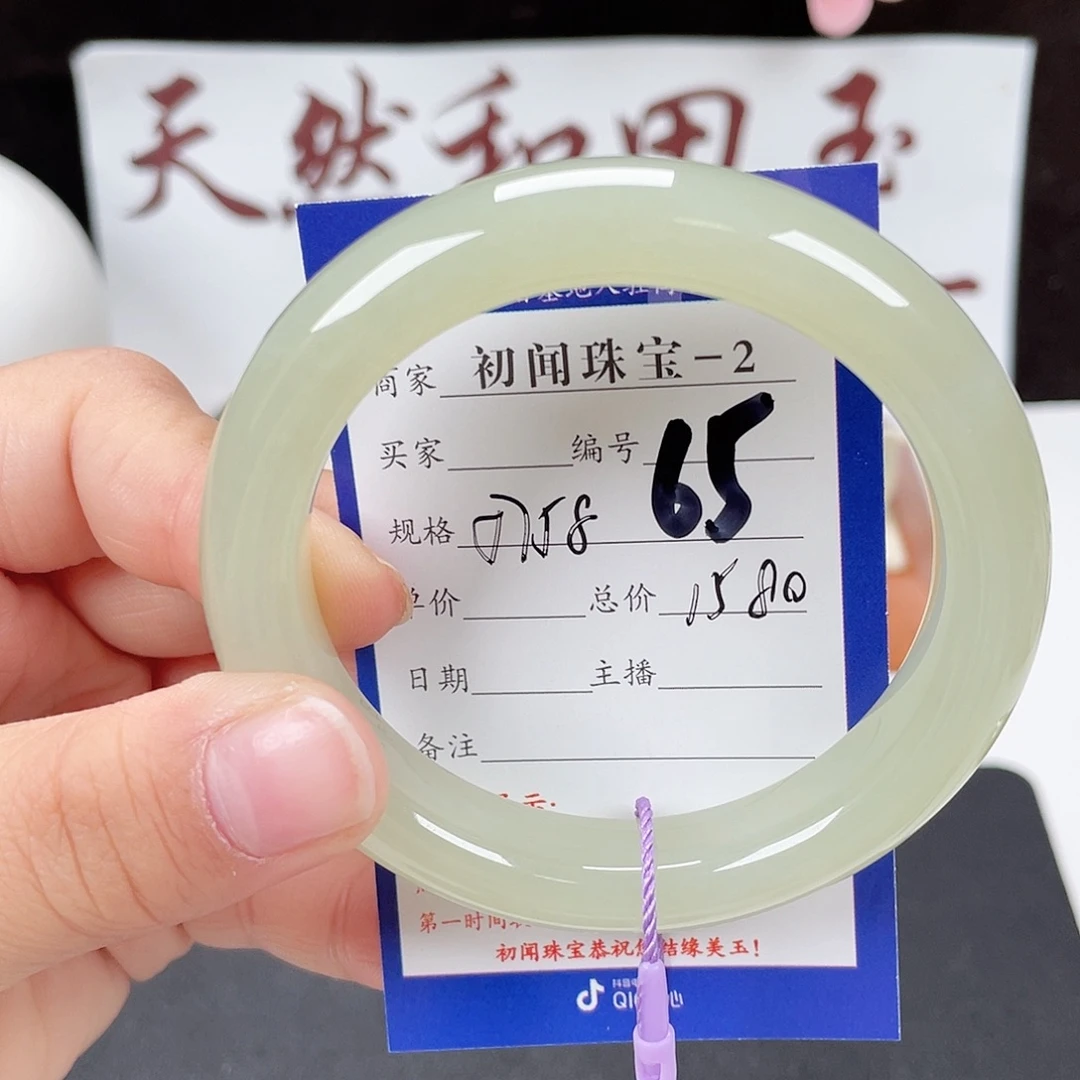 天然和田玉
商家 初闻珠宝-2
买家 编号 65
规格 58
单价 总价 1580
日期 主播
备注
第一时间
初闻珠宝恭祝您结缘美玉!